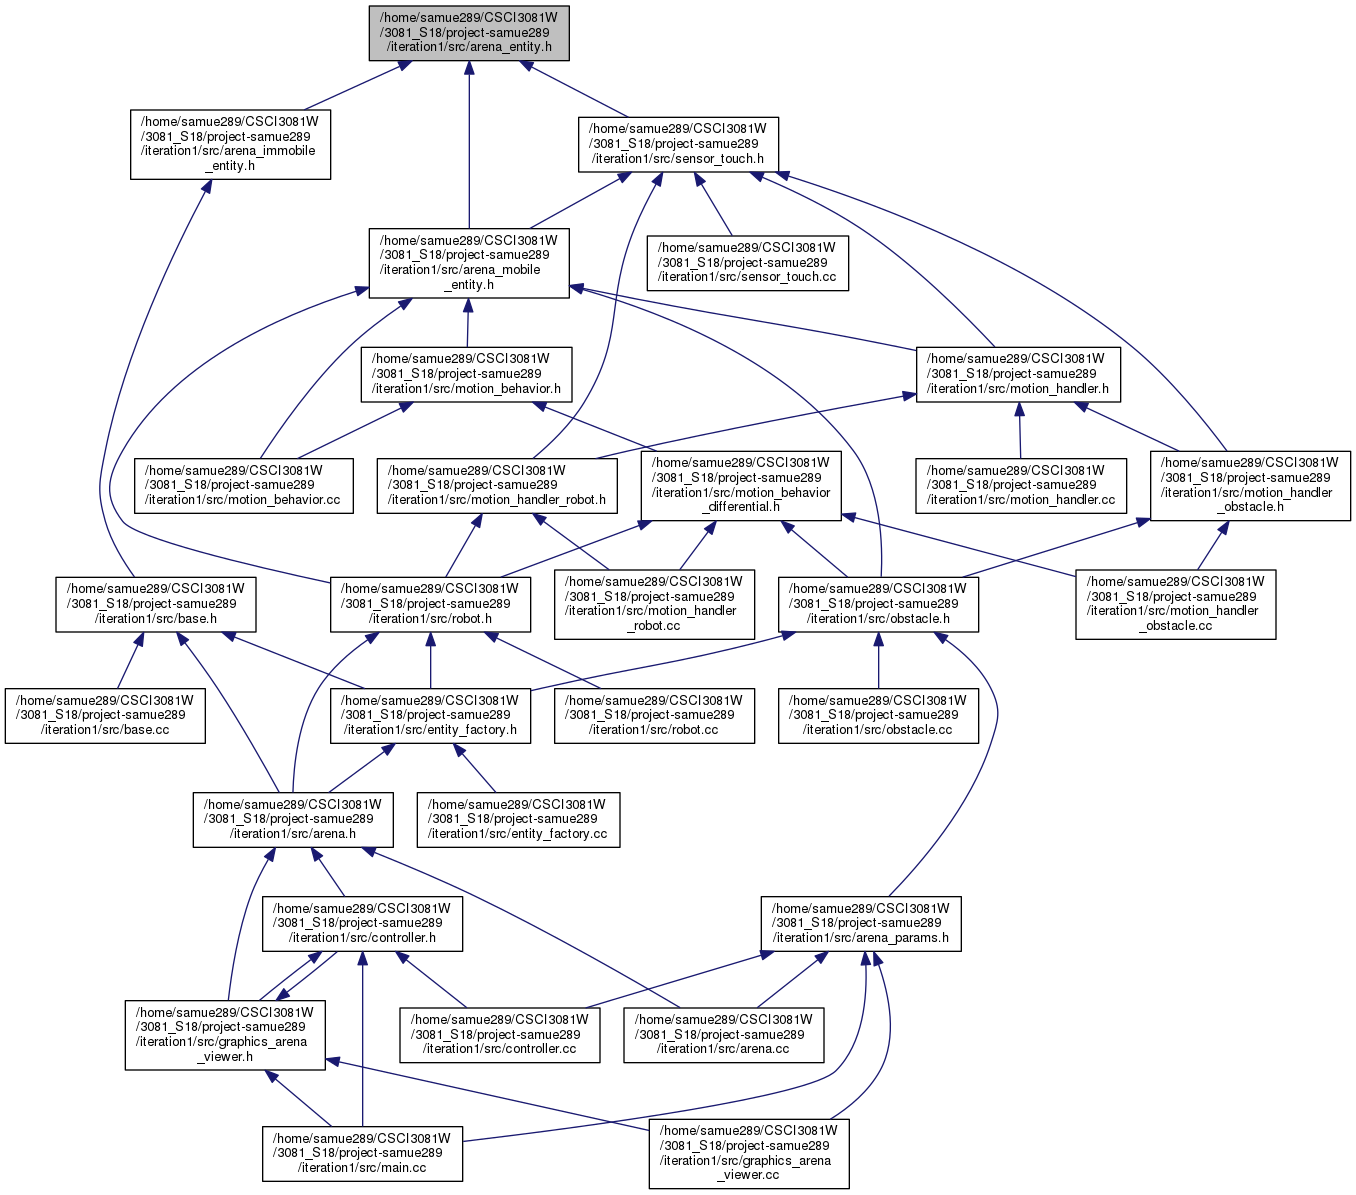 /home/samue289/CSCI3081W
/3081_S18/project-samue289
/iteration1/src/arena_entity.h
/home/samue289/CSCI3081W
/3081_S18/project-samue289
/iteration1/src/arena_immobile
_entity.h
/home/samue289/CSCI3081W
/3081_S18/project-samue289
/iteration1/src/sensor_touch.h
/home/samue289/CSCI3081W
/3081_S18/project-samue289
/iteration1/src/arena_mobile
_entity.h
/home/samue289/CSCI3081W
/3081_S18/project-samue289
/iteration1/src/sensor_touch.cc
/home/samue289/CSCI3081W
/3081_S18/project-samue289
/iteration1/src/motion_behavior.h
/home/samue289/CSCI3081W
/3081_S18/project-samue289
/iteration1/src/motion_handler.h
/home/samue289/CSCI3081W
/3081_S18/project-samue289
/iteration1/src/motion_behavior.cc
/home/samue289/CSCI3081W
/3081_S18/project-samue289
/iteration1/src/motion_handler_robot.h
/home/samue289/CSCI3081W
/3081_S18/project-samue289
/iteration1/src/motion_behavior
_differential.h
/home/samue289/CSCI3081W
/3081_S18/project-samue289
/iteration1/src/motion_handler.cc
/home/samue289/CSCI3081W
/3081_S18/project-samue289
/iteration1/src/motion_handler
_obstacle.h
/home/samue289/CSCI3081W
/3081_S18/project-samue289
/iteration1/src/base.h
/home/samue289/CSCI3081W
/3081_S18/project-samue289
/iteration1/src/robot.h
/home/samue289/CSCI3081W
/3081_S18/project-samue289
/iteration1/src/motion_handler
_robot.cc
/home/samue289/CSCI3081W
/3081_S18/project-samue289
/iteration1/src/obstacle.h
/home/samue289/CSCI3081W
/3081_S18/project-samue289
/iteration1/src/motion_handler
_obstacle.cc
/home/samue289/CSCI3081W
/3081_S18/project-samue289
/iteration1/src/base.cc
/home/samue289/CSCI3081W
/3081_S18/project-samue289
/iteration1/src/entity_factory.h
/home/samue289/CSCI3081W
/3081_S18/project-samue289
/iteration1/src/robot.cc
/home/samue289/CSCI3081W
/3081_S18/project-samue289
/iteration1/src/obstacle.cc
/home/samue289/CSCI3081W
/3081_S18/project-samue289
/iteration1/src/arena.h
/home/samue289/CSCI3081W
/3081_S18/project-samue289
/iteration1/src/entity_factory.cc
/home/samue289/CSCI3081W
/3081_S18/project-samue289
/iteration1/src/controller.h
/home/samue289/CSCI3081W
/3081_S18/project-samue289
/iteration1/src/arena_params.h
/home/samue289/CSCI3081W
/3081_S18/project-samue289
/iteration1/src/graphics_arena
_viewer.h
/home/samue289/CSCI3081W
/3081_S18/project-samue289
/iteration1/src/controller.cc
/home/samue289/CSCI3081W
/3081_S18/project-samue289
/iteration1/src/arena.cc
/home/samue289/CSCI3081W
/3081_S18/project-samue289
/iteration1/src/main.cc
/home/samue289/CSCI3081W
/3081_S18/project-samue289
/iteration1/src/graphics_arena
_viewer.cc